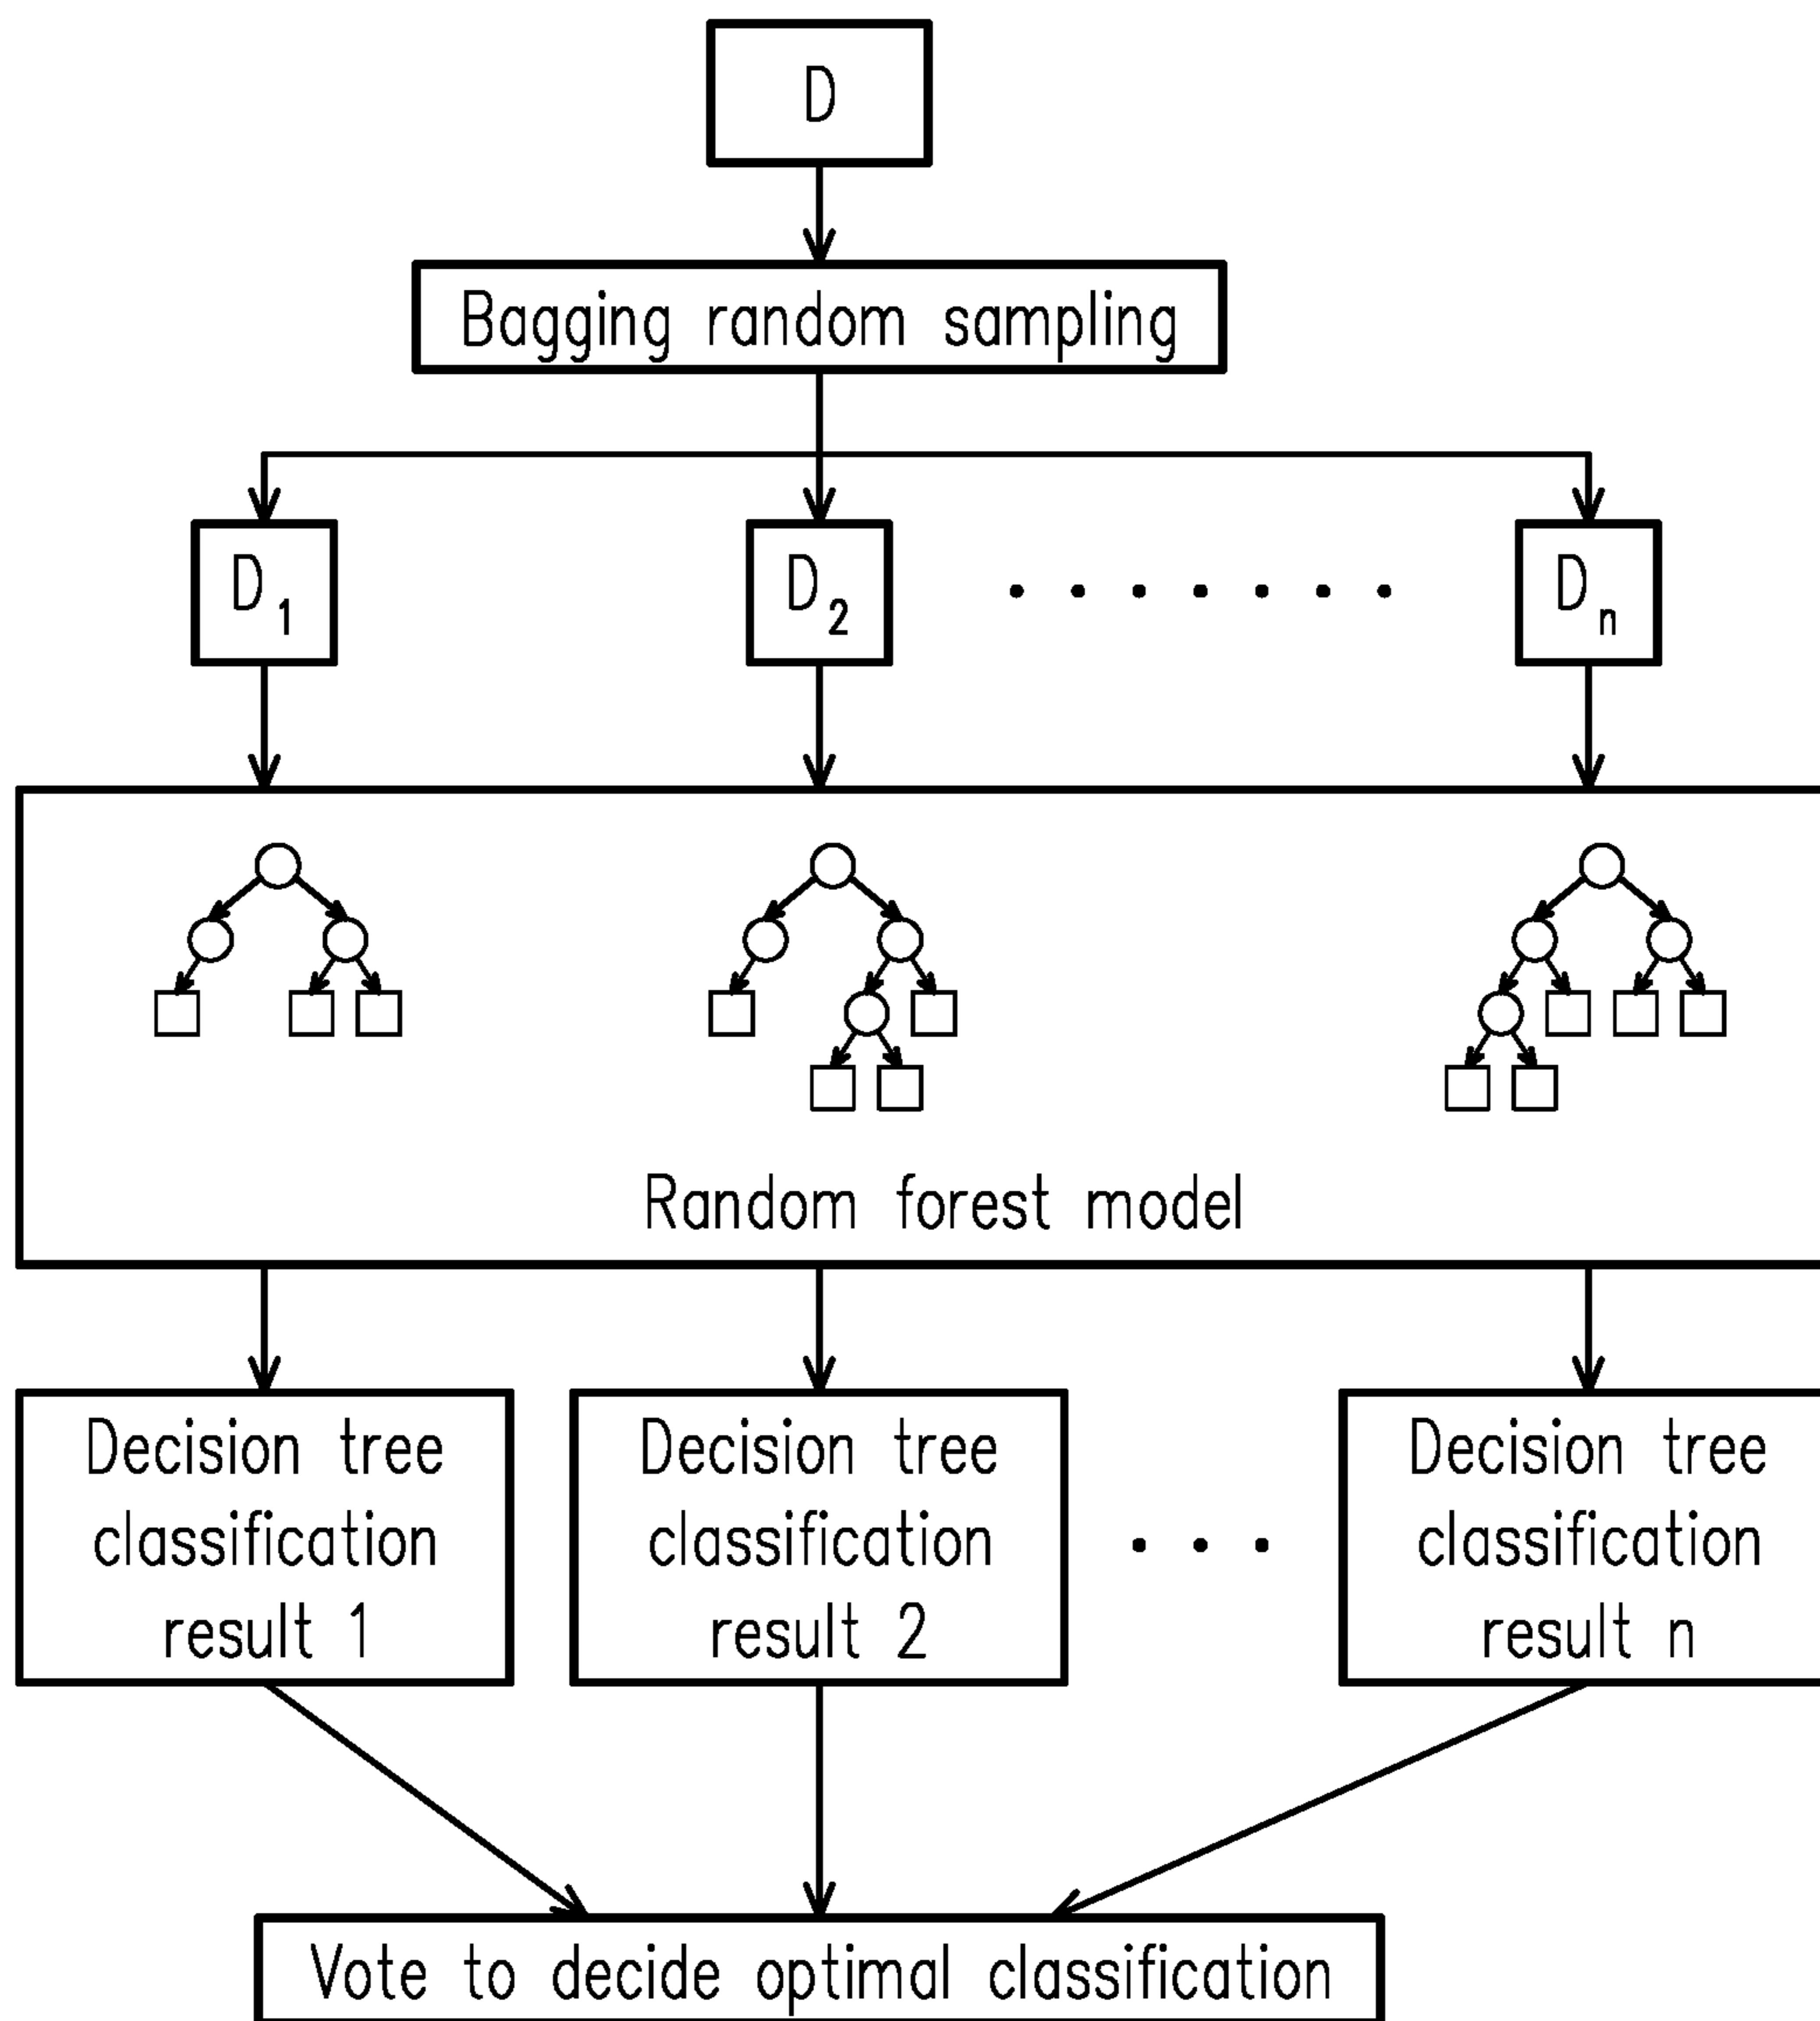 D
Bagging random sampling
D1
D2
Dn
Random forest model
Decision tree
classification
result 1
Decision tree
classification
result 2
Decision tree
classification
result n
Vote to decide optimal classification